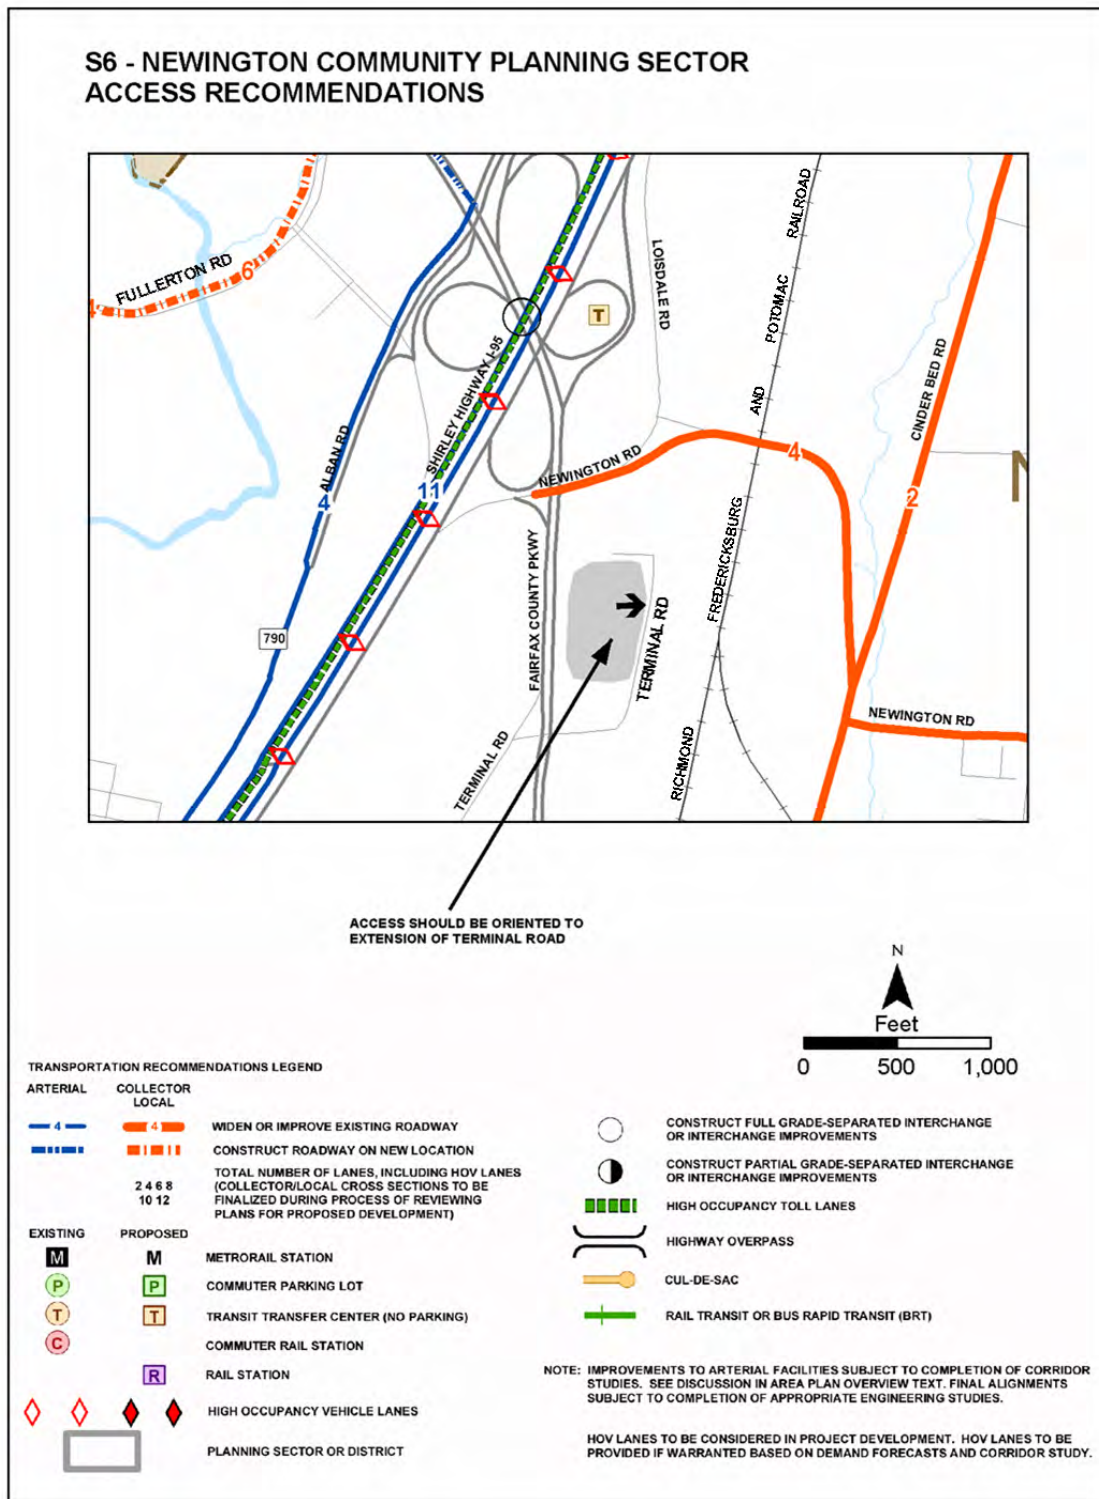 S6 - NEWINGTON COMMUNITY PLANNING SECTOR
ACCESS RECOMMENDATIONS
FULLERTON RD
6
4
ALBAN RD
4
SHIRLEY HIGHWAY I-95
11
790
T
LOISDALE RD
NEWINGTON RD
4
FAIRFAX COUNTY PKWY
TERMINAL RD
TERMINAL RD
RICHMOND
FREDERICKSBURG
AND
POTOMAC
RAILROAD
CINDER BED RD
2
NEWINGTON RD
N
ACCESS SHOULD BE ORIENTED TO
EXTENSION OF TERMINAL ROAD
N
Feet
0 500 1,000
TRANSPORTATION RECOMMENDATIONS LEGEND
ARTERIAL COLLECTOR
LOCAL
4 4 WIDEN OR IMPROVE EXISTING ROADWAY
CONSTRUCT ROADWAY ON NEW LOCATION
2 4 6 8
10 12
TOTAL NUMBER OF LANES, INCLUDING HOV LANES
(COLLECTOR/LOCAL CROSS SECTIONS TO BE
FINALIZED DURING PROCESS OF REVIEWING
PLANS FOR PROPOSED DEVELOPMENT)
EXISTING PROPOSED
M M METRORAIL STATION
P P COMMUTER PARKING LOT
T T TRANSIT TRANSFER CENTER (NO PARKING)
C COMMUTER RAIL STATION
R RAIL STATION
HIGH OCCUPANCY VEHICLE LANES
PLANNING SECTOR OR DISTRICT
CONSTRUCT FULL GRADE-SEPARATED INTERCHANGE
OR INTERCHANGE IMPROVEMENTS
CONSTRUCT PARTIAL GRADE-SEPARATED INTERCHANGE
OR INTERCHANGE IMPROVEMENTS
HIGH OCCUPANCY TOLL LANES
HIGHWAY OVERPASS
CUL-DE-SAC
RAIL TRANSIT OR BUS RAPID TRANSIT (BRT)
NOTE: IMPROVEMENTS TO ARTERIAL FACILITIES SUBJECT TO COMPLETION OF CORRIDOR
STUDIES. SEE DISCUSSION IN AREA PLAN OVERVIEW TEXT. FINAL ALIGNMENTS
SUBJECT TO COMPLETION OF APPROPRIATE ENGINEERING STUDIES.
HOV LANES TO BE CONSIDERED IN PROJECT DEVELOPMENT. HOV LANES TO BE
PROVIDED IF WARRANTED BASED ON DEMAND FORECASTS AND CORRIDOR STUDY.